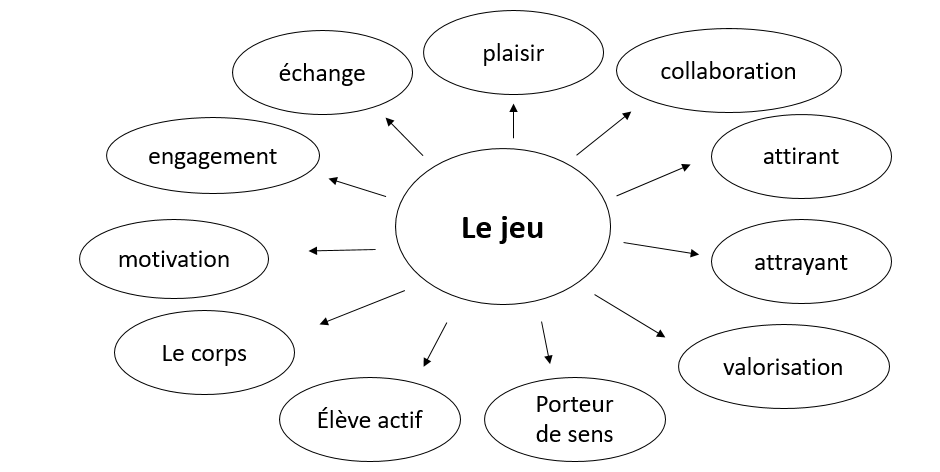 plaisir
échange
collaboration
engagement
attirant
Le jeu
motivation
attrayant
Le corps
valorisation
Élève actif
Porteur
de sens